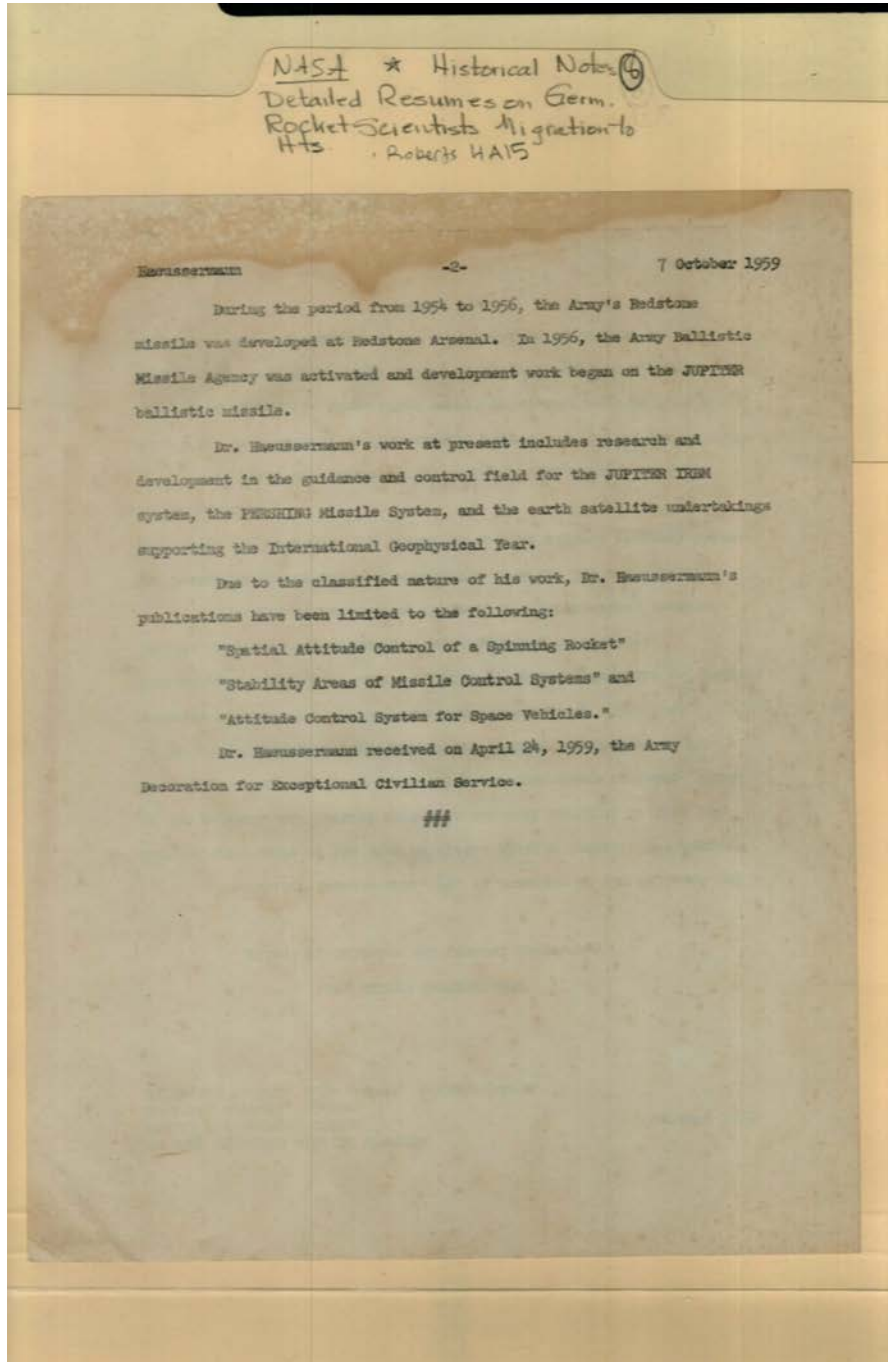 NASA * Historical Notes 6
Detailed Resumes on Germ.
Rocket Scientists Migration to
Hts
. Roberts HA15
Haeussermann -2- 7 October 1959
During the period from 1954 to 1956, the Army's Redstone
missile was developed at Redstone Arsenal. In 1956, the Army Ballistic
Missile Agency was activated and development work began on the JUPITER
ballistic missile.
Dr. Haeussermann's work at present includes research and
development in the guidance and control field for the JUPITER IRBM
system, the PERSHING Missile System, and the earth satellite undertakings
supporting the International Geophysical Year.
Due to the classified nature of his work, Dr. Haeussermann's
publications have been limited to the following:
"Spatial Attitude Control of a Spinning Rocket"
"Stability Areas of Missile Control Systems" and
"Attitude Control System for Space Vehicles."
Dr. Haeussermann received on April 24, 1959, the Army
Decoration for Exceptional Civilian Service.
###